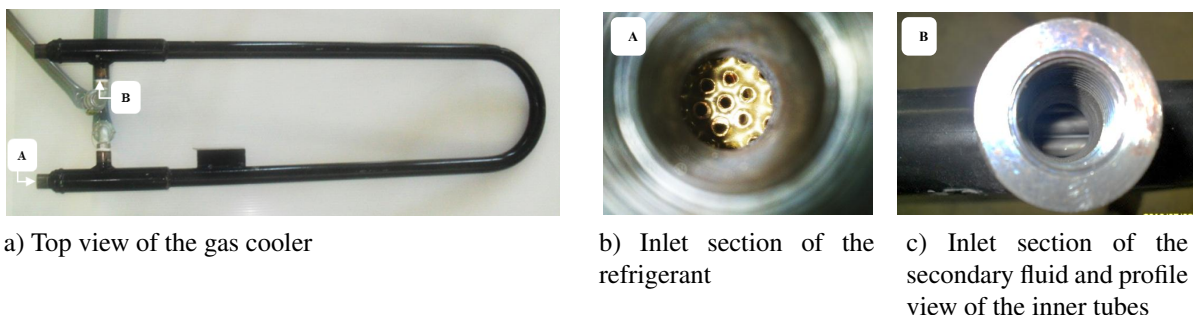 A
B
B
A
a) Top view of the gas cooler
b) Inlet section of the
refrigerant
A
B
c) Inlet section of the
secondary fluid and profile
view of the inner tubes